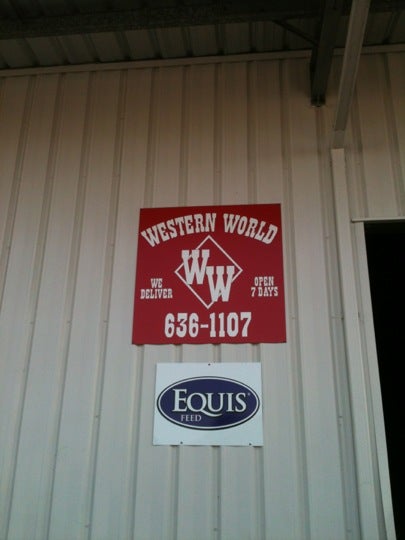 WESTERN WORLD
WW
WE
DELIVER
OPEN
7 DAYS
636-1107
EQUIS®
FEED